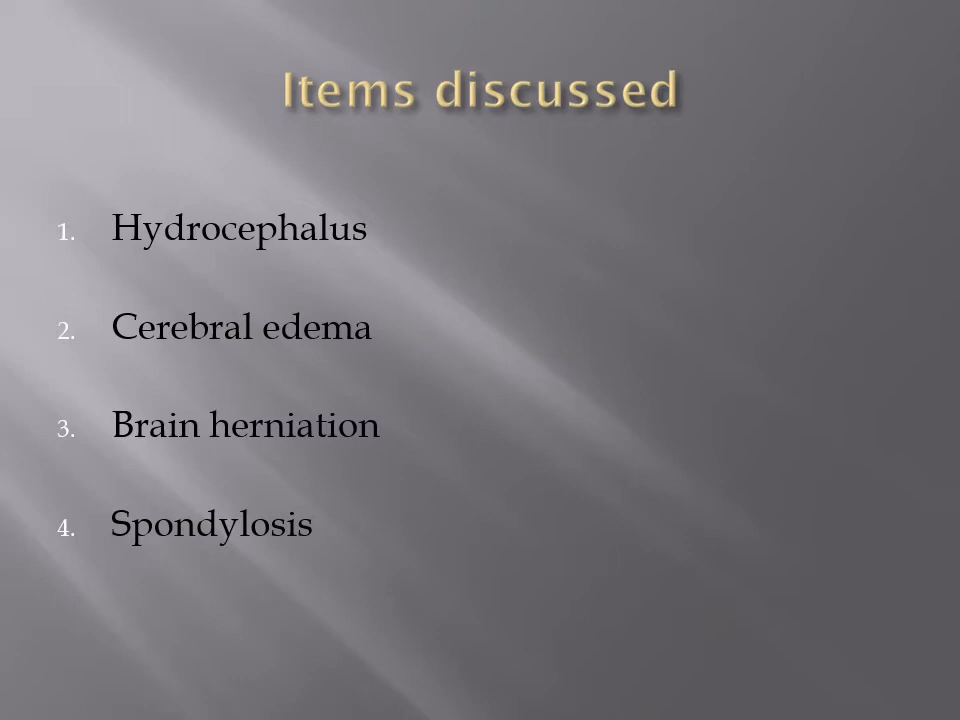 Items discussed
1. Hydrocephalus
2. Cerebral edema
3. Brain herniation
4. Spondylosis